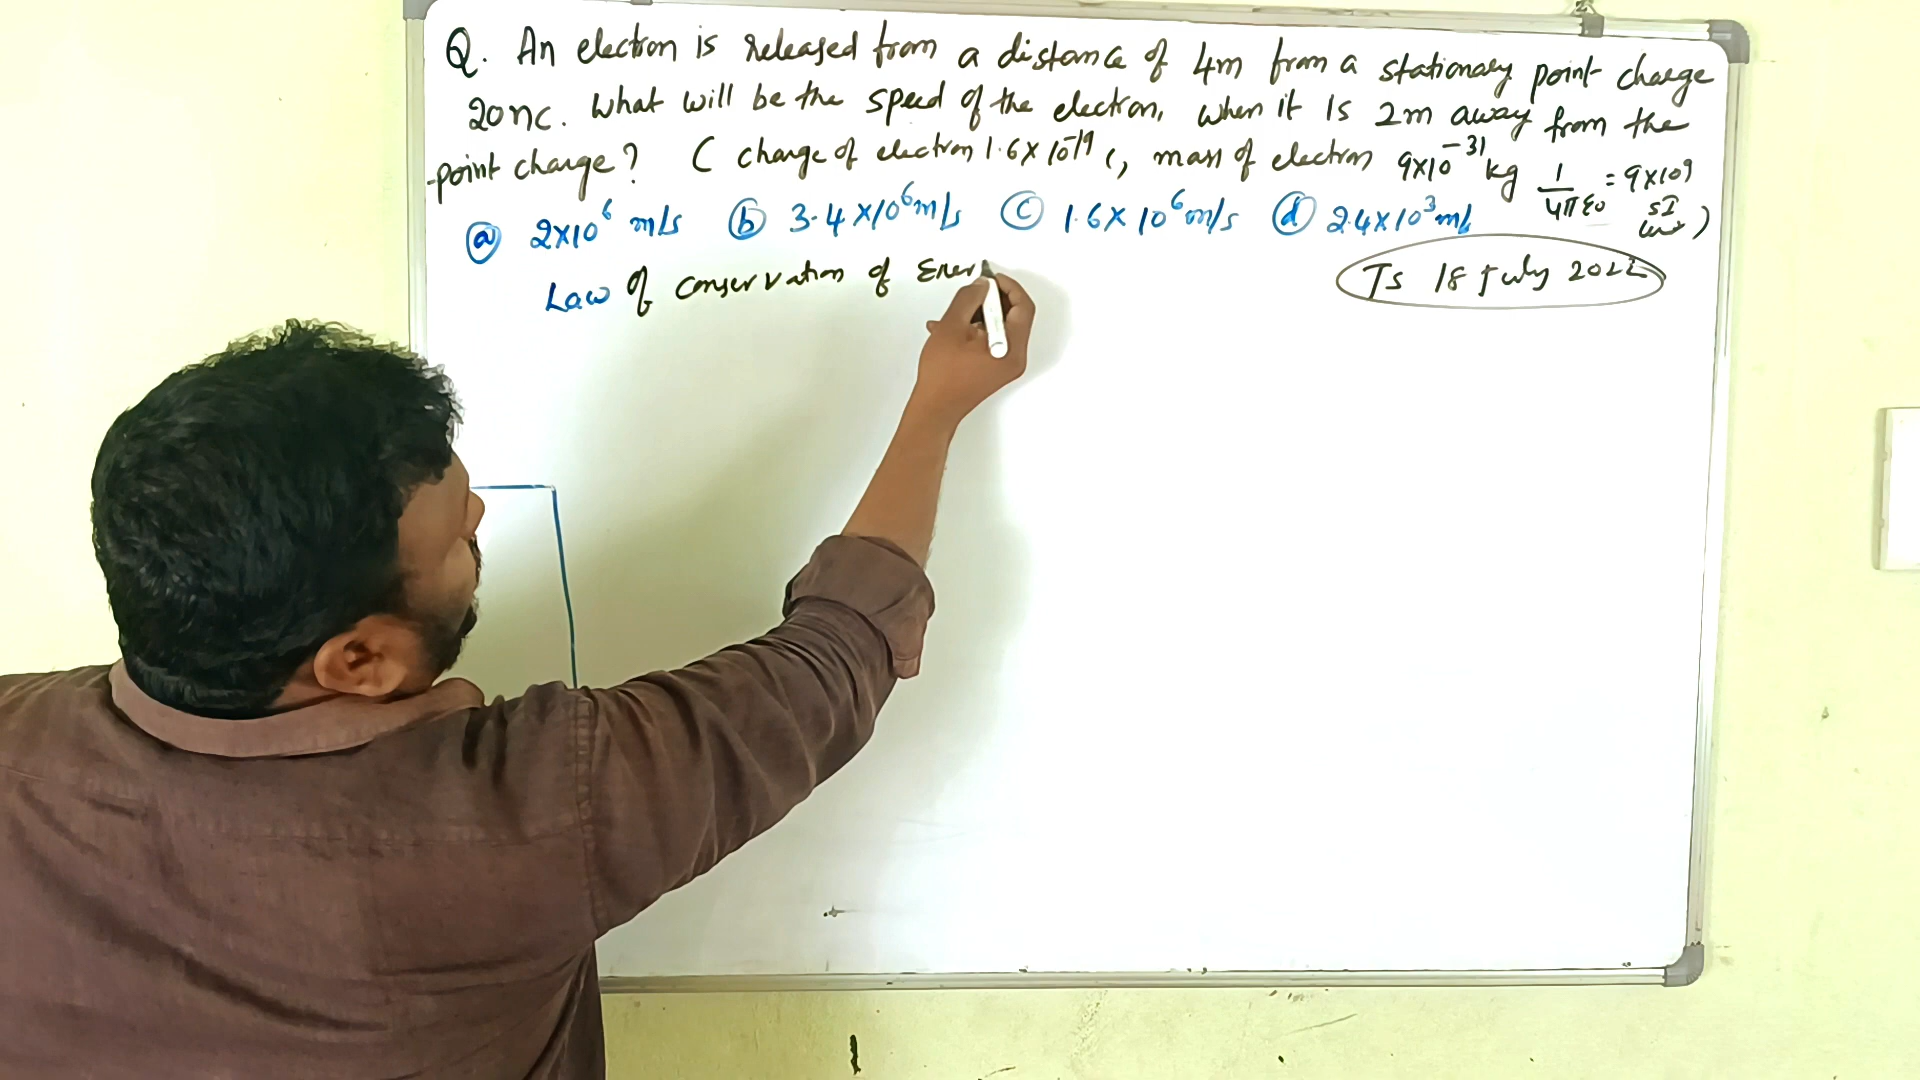 Q. An electron is released from a distance of 4m from a stationary point charge
20nc. What will be the speed of the electron, when it is 2m away from the
point charge? ( charge of electron 1.6×10⁻¹⁹ c, mass of electron 9×10⁻³¹ kg 1/4πε₀ = 9×10⁹ SI unit )
ⓐ 2×10⁶ m/s ⓑ 3.4×10⁶ m/s ⓒ 1.6×10⁶ m/s ⓓ 2.4×10³ m/s
Law of conservation of Ener
TS 18 July 2022